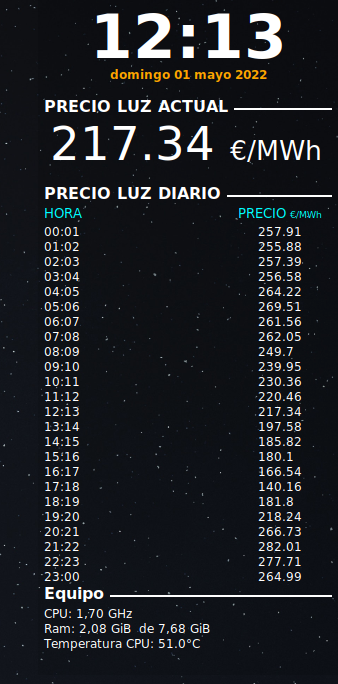 12:13
domingo 01 mayo 2022
PRECIO LUZ ACTUAL
217.34 €/MWh
PRECIO LUZ DIARIO
HORA PRECIO €/MWh
00:01 257.91
01:02 255.88
02:03 257.39
03:04 256.58
04:05 264.22
05:06 269.51
06:07 261.56
07:08 262.05
08:09 249.7
09:10 239.95
10:11 230.36
11:12 220.46
12:13 217.34
13:14 197.58
14:15 185.82
15:16 180.1
16:17 166.54
17:18 140.16
18:19 181.8
19:20 218.24
20:21 266.73
21:22 282.01
22:23 277.71
23:00 264.99
Equipo
CPU: 1,70 GHz
Ram: 2,08 GiB de 7,68 GiB
Temperatura CPU: 51.0°C